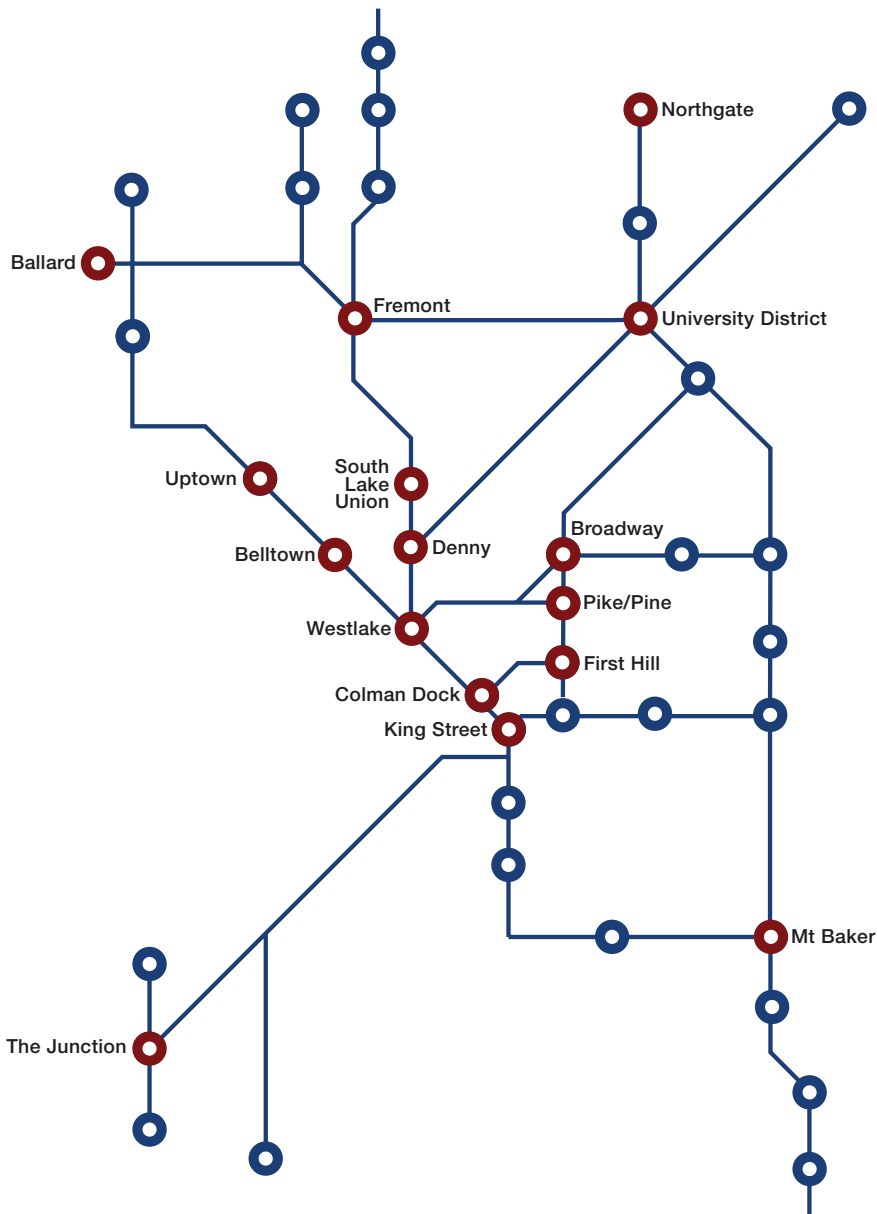 Northgate
Ballard
Fremont
University District
Uptown
South
Lake
Union
Broadway
Belltown
Denny
Pike/Pine
Westlake
First Hill
Colman Dock
King Street
Mt Baker
The Junction